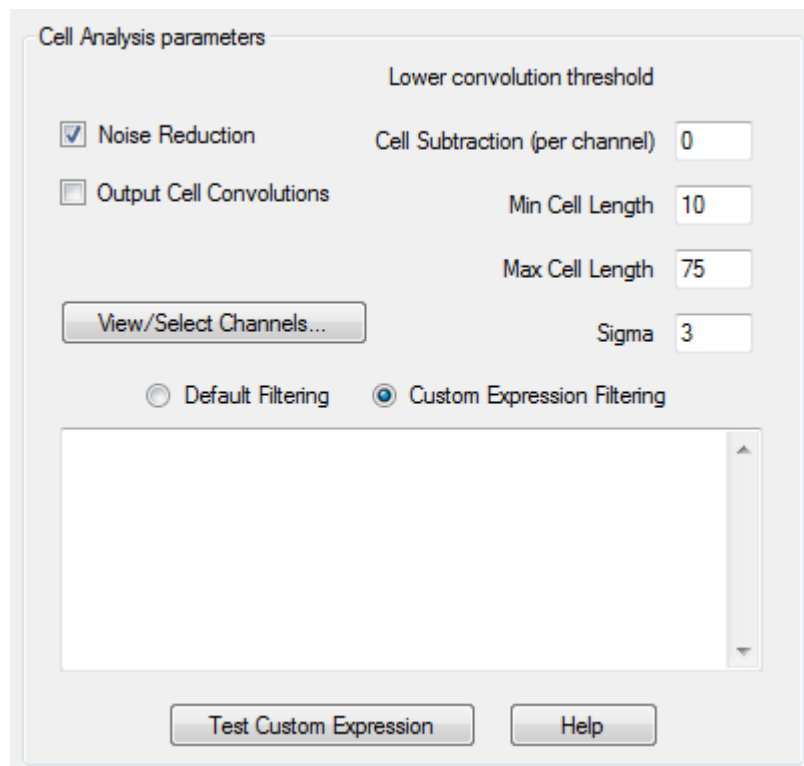 Cell Analysis parameters
Lower convolution threshold
Noise Reduction
Cell Subtraction (per channel) 0
Output Cell Convolutions
Min Cell Length 10
Max Cell Length 75
View/Select Channels...
Sigma 3
Default Filtering Custom Expression Filtering
Test Custom Expression Help